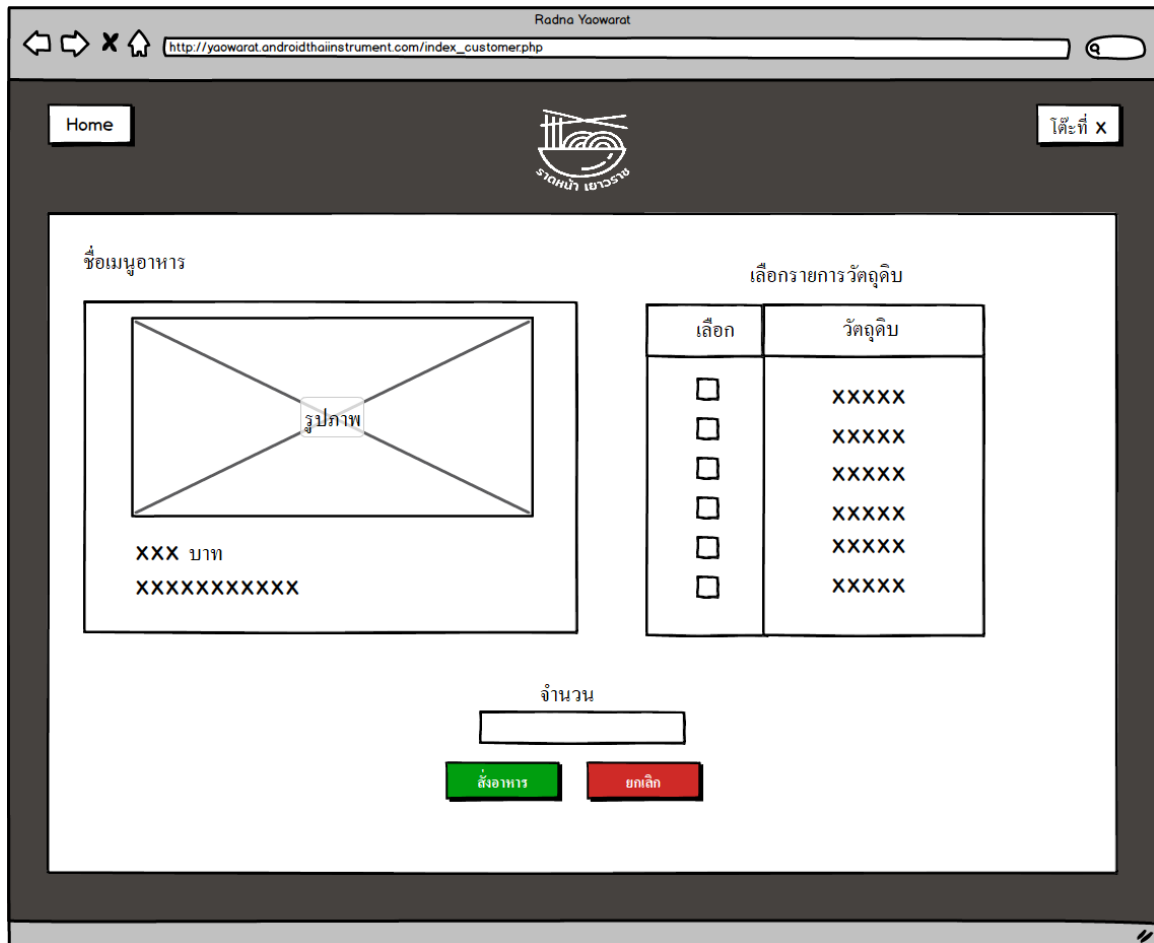 Radna Yaowarat
http://yaowarat.androidthaiinstrument.com/index_customer.php
Home
ราดหน้า เยาวราช
โต๊ะที่ X
ชื่อเมนูอาหาร
รูปภาพ
XXX บาท
XXXXXXXXXXX
เลือกรายการวัตถุดิบ
เลือก วัตถุดิบ
XXXXX
XXXXX
XXXXX
XXXXX
XXXXX
XXXXX
จำนวน
สั่งอาหาร ยกเลิก